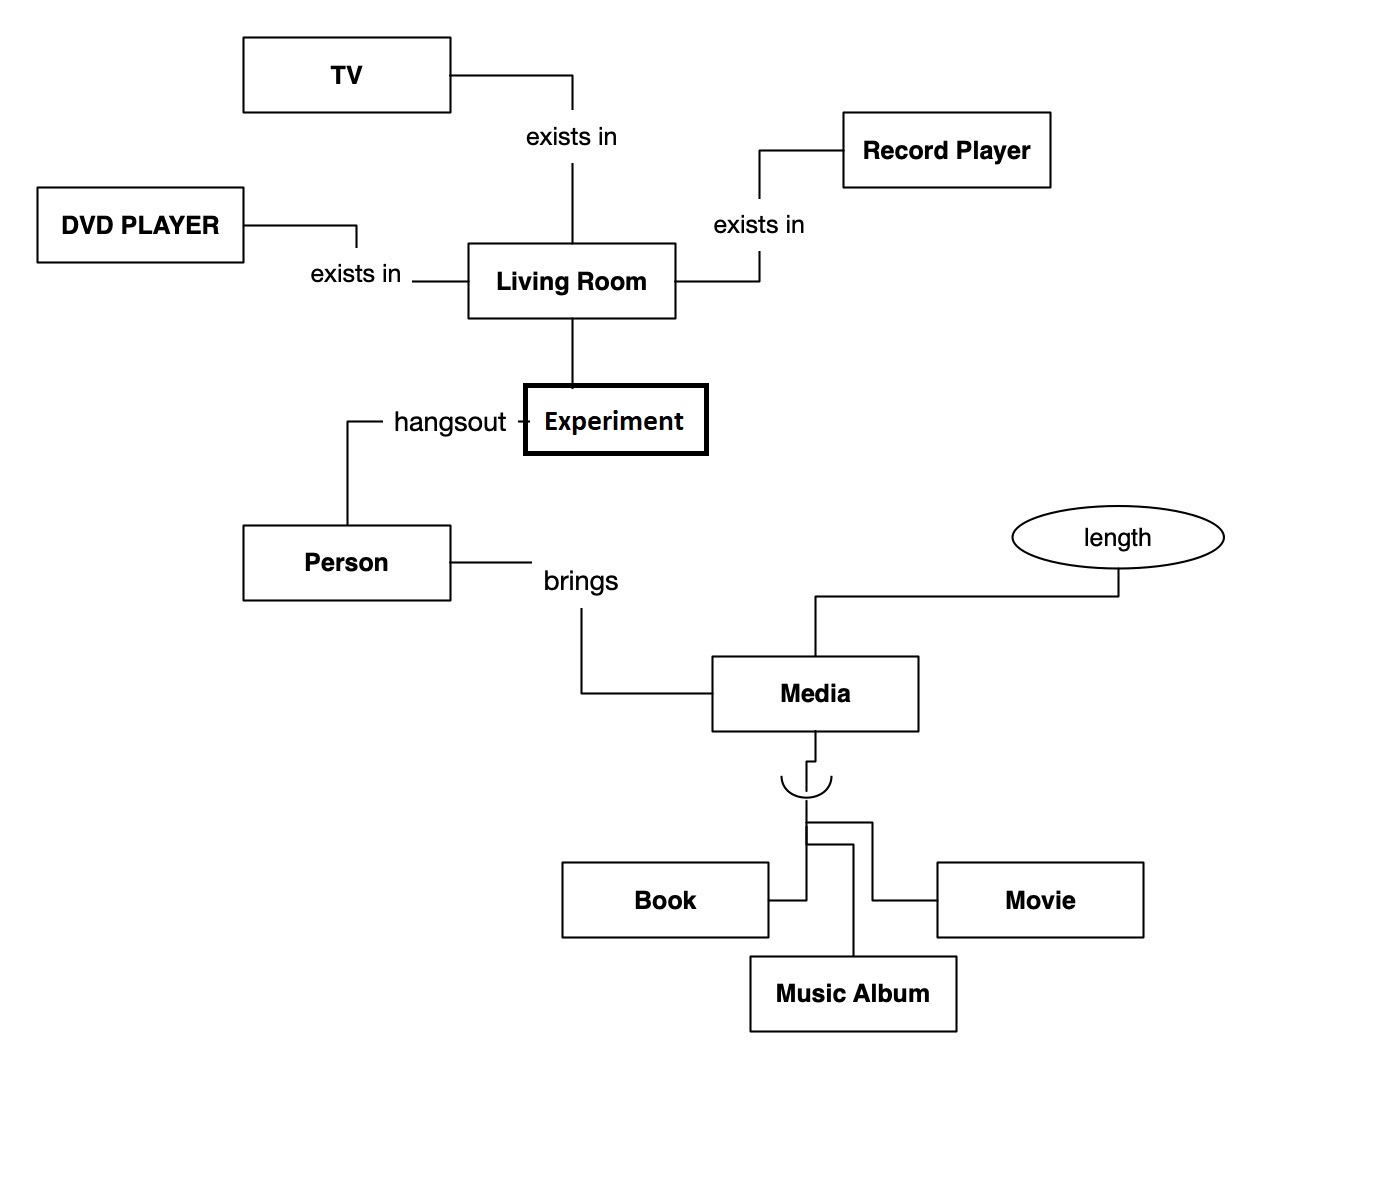 TV
exists in
Record Player
DVD PLAYER
exists in
exists in
Living Room
hangsout
Experiment
length
Person
brings
Media
Book
Movie
Music Album